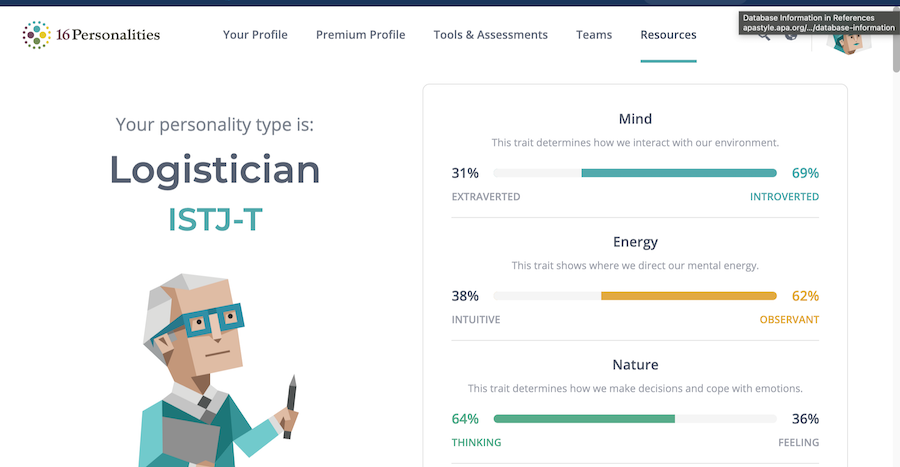 16Personalities
Your Profile
Premium Profile
Tools & Assessments
Teams
Resources
Database Information in References
apastyle.apa.org/.../database-information
Your personality type is:
Logistician
ISTJ-T
Mind
This trait determines how we interact with our environment.
31%
69%
EXTRAVERTED
INTROVERTED
Energy
This trait shows where we direct our mental energy.
38%
62%
INTUITIVE
OBSERVANT
Nature
This trait determines how we make decisions and cope with emotions.
64%
36%
THINKING
FEELING